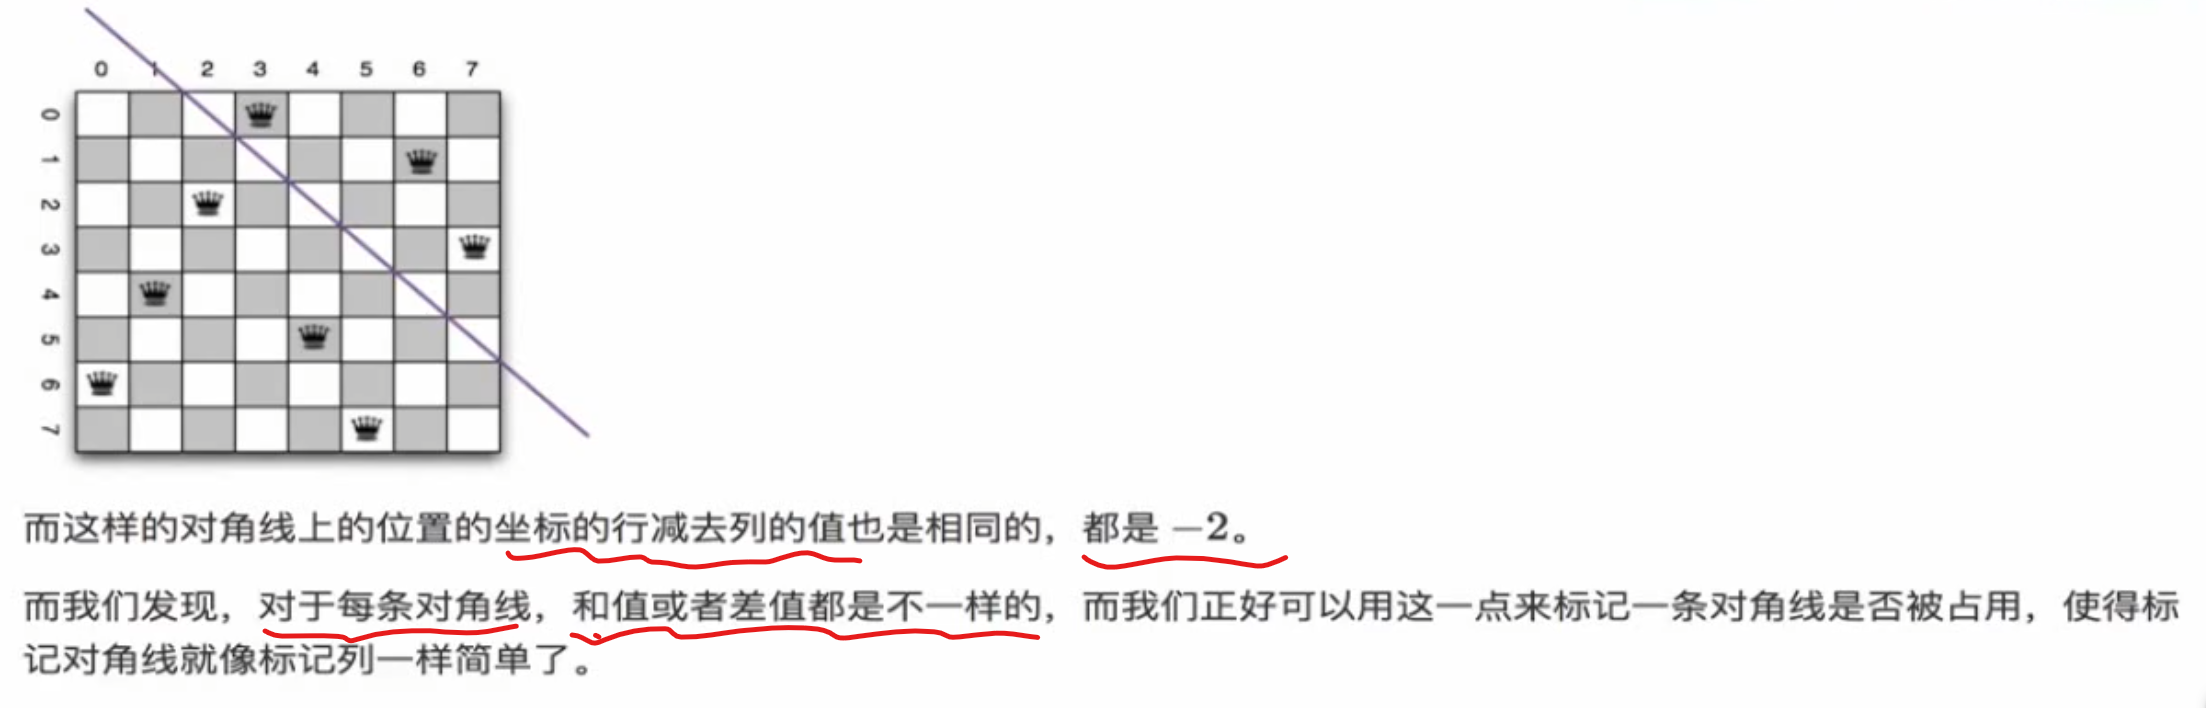 0 1 2 3 4 5 6 7
0
1
2
3
4
5
6
7
而这样的对角线上的位置的坐标的行减去列的值也是相同的，都是 −2。
而我们发现，对于每条对角线，和值或者差值都是不一样的，而我们正好可以用这一点来标记一条对角线是否被占用，使得标
记对角线就像标记列一样简单了。